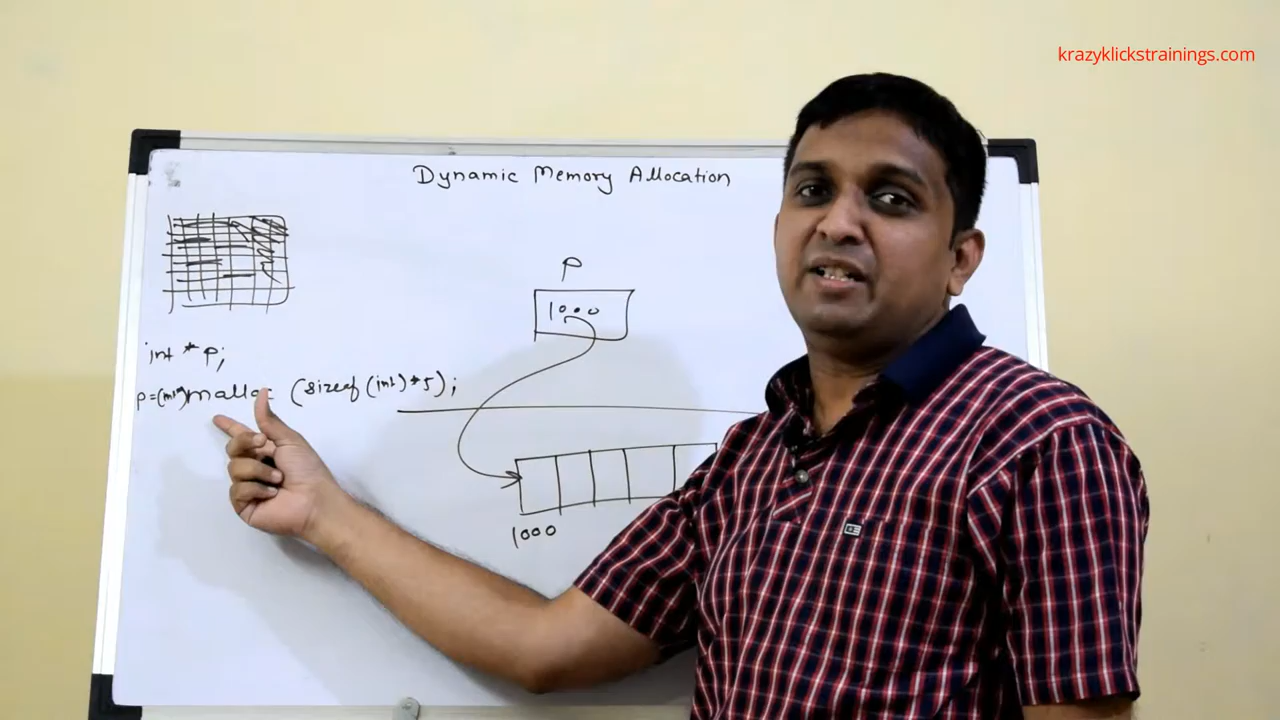 krazyklickstrainings.com
Dynamic Memory Allocation
P
1000
int * p;
p=(int*)malloc (sizeof(int)*5);
1000